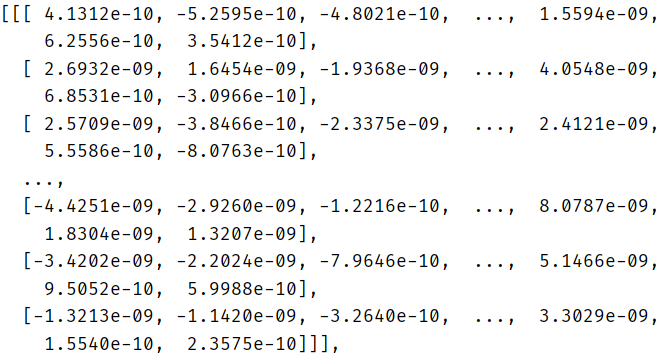 [[[ 4.1312e-10, -5.2595e-10, -4.8021e-10,  ...,  1.5594e-09,
    6.2556e-10,  3.5412e-10],
  [ 2.6932e-09,  1.6454e-09, -1.9368e-09,  ...,  4.0548e-09,
    6.8531e-10, -3.0966e-10],
  [ 2.5709e-09, -3.8466e-10, -2.3375e-09,  ...,  2.4121e-09,
    5.5586e-10, -8.0763e-10],
  ...,
  [-4.4251e-09, -2.9260e-09, -1.2216e-10,  ...,  8.0787e-09,
    1.8304e-09,  1.3207e-09],
  [-3.4202e-09, -2.2024e-09, -7.9646e-10,  ...,  5.1466e-09,
    9.5052e-10,  5.9988e-10],
  [-1.3213e-09, -1.1420e-09, -3.2640e-10,  ...,  3.3029e-09,
    1.5540e-10,  2.3575e-10]]],